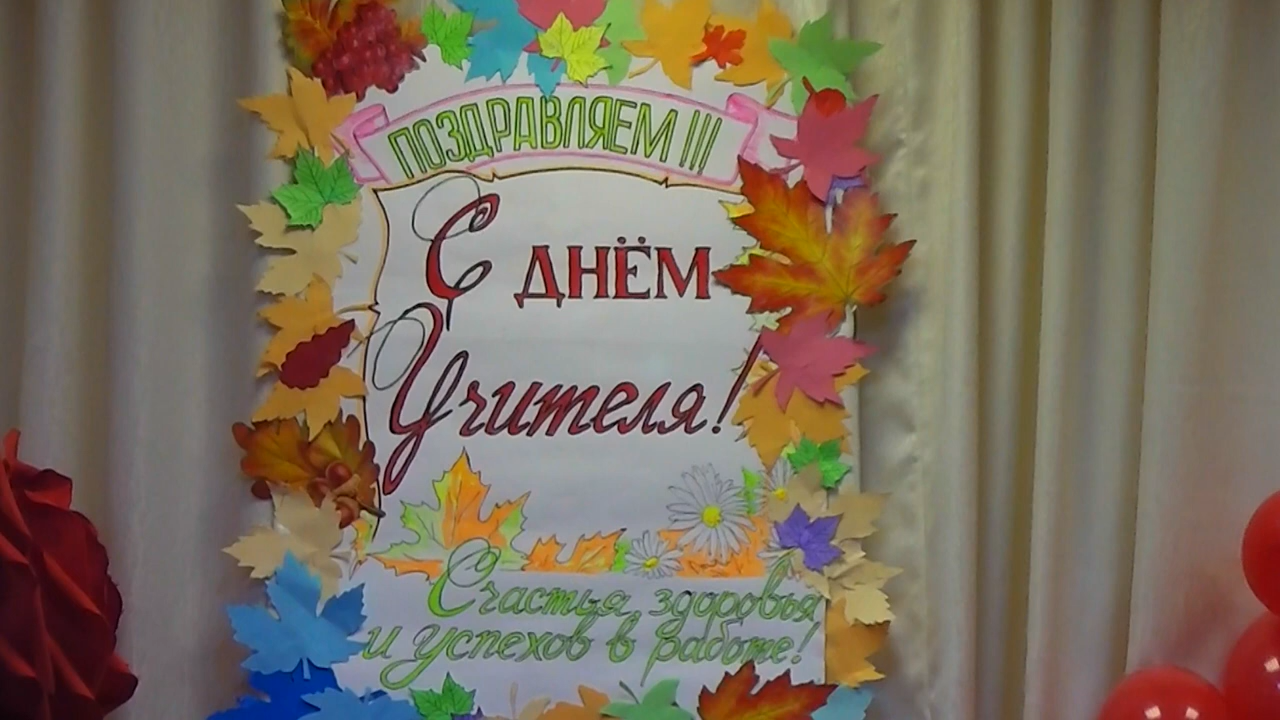 ПОЗДРАВЛЯЕМ !!!
С ДНЁМ
Учителя!
Счастья, здоровья
и успехов в работе!